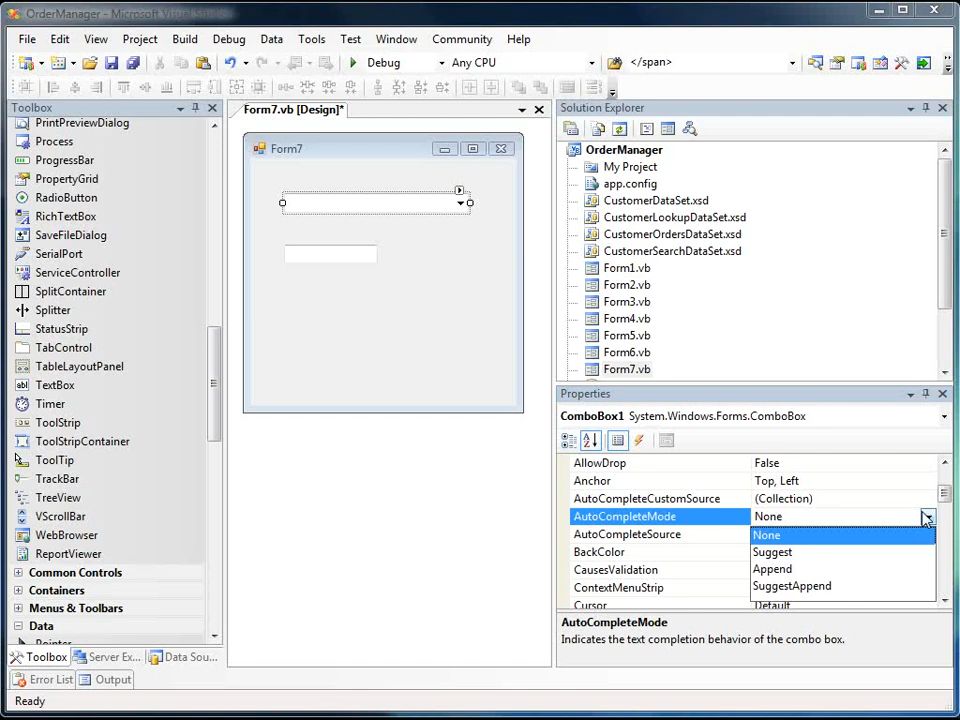 OrderManager - Microsoft Visual Studio
File Edit View Project Build Debug Data Tools Test Window Community Help
Debug Any CPU </span>
Toolbox
PrintPreviewDialog
Process
ProgressBar
PropertyGrid
RadioButton
RichTextBox
SaveFileDialog
SerialPort
ServiceController
SplitContainer
Splitter
StatusStrip
TabControl
TableLayoutPanel
TextBox
Timer
ToolStrip
ToolStripContainer
ToolTip
TrackBar
TreeView
VScrollBar
WebBrowser
ReportViewer
Common Controls
Containers
Menus & Toolbars
Data
Pointer
Toolbox Server Ex... Data Sou...
Form7.vb [Design]*
Form7
Solution Explorer
OrderManager
My Project
app.config
CustomerDataSet.xsd
CustomerLookupDataSet.xsd
CustomerOrdersDataSet.xsd
CustomerSearchDataSet.xsd
Form1.vb
Form2.vb
Form3.vb
Form4.vb
Form5.vb
Form6.vb
Form7.vb
Properties
ComboBox1 System.Windows.Forms.ComboBox
AllowDrop False
Anchor Top, Left
AutoCompleteCustomSource (Collection)
AutoCompleteMode None
AutoCompleteSource None
BackColor Suggest
CausesValidation Append
ContextMenuStrip SuggestAppend
Cursor Default
AutoCompleteMode
Indicates the text completion behavior of the combo box.
Error List Output
Ready